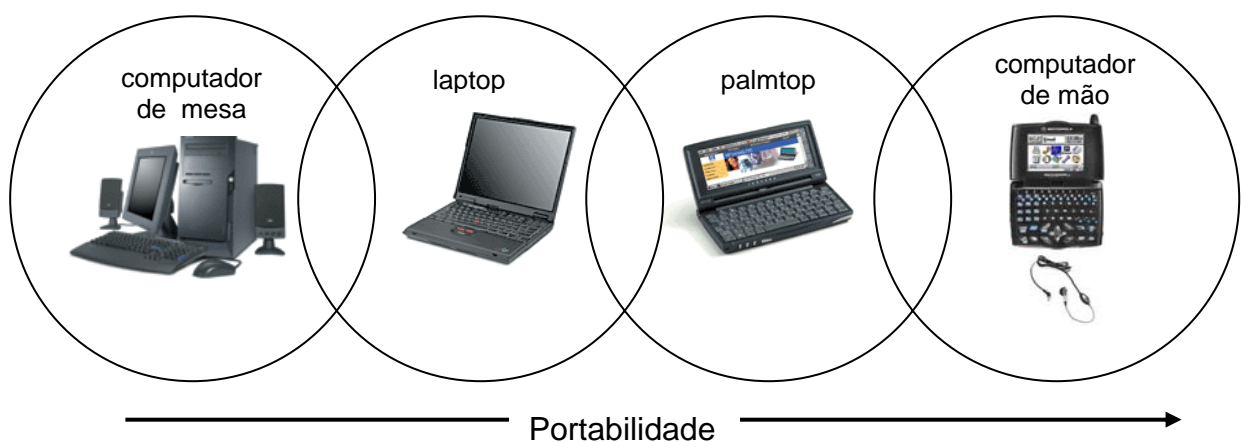 computador
de mesa
laptop
palmtop
computador
de mão
Portabilidade